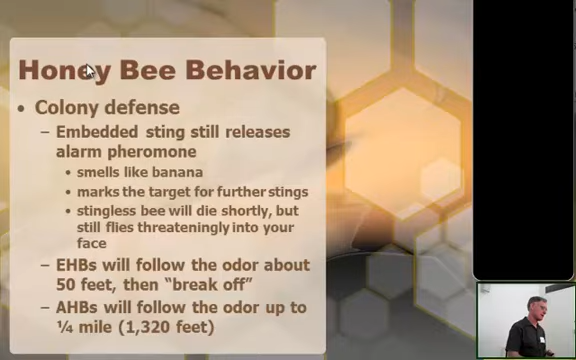 Honey Bee Behavior
• Colony defense
– Embedded sting still releases
alarm pheromone
• smells like banana
• marks the target for further stings
• stingless bee will die shortly, but
still flies threateningly into your
face
– EHBs will follow the odor about
50 feet, then “break off”
– AHBs will follow the odor up to
¼ mile (1,320 feet)